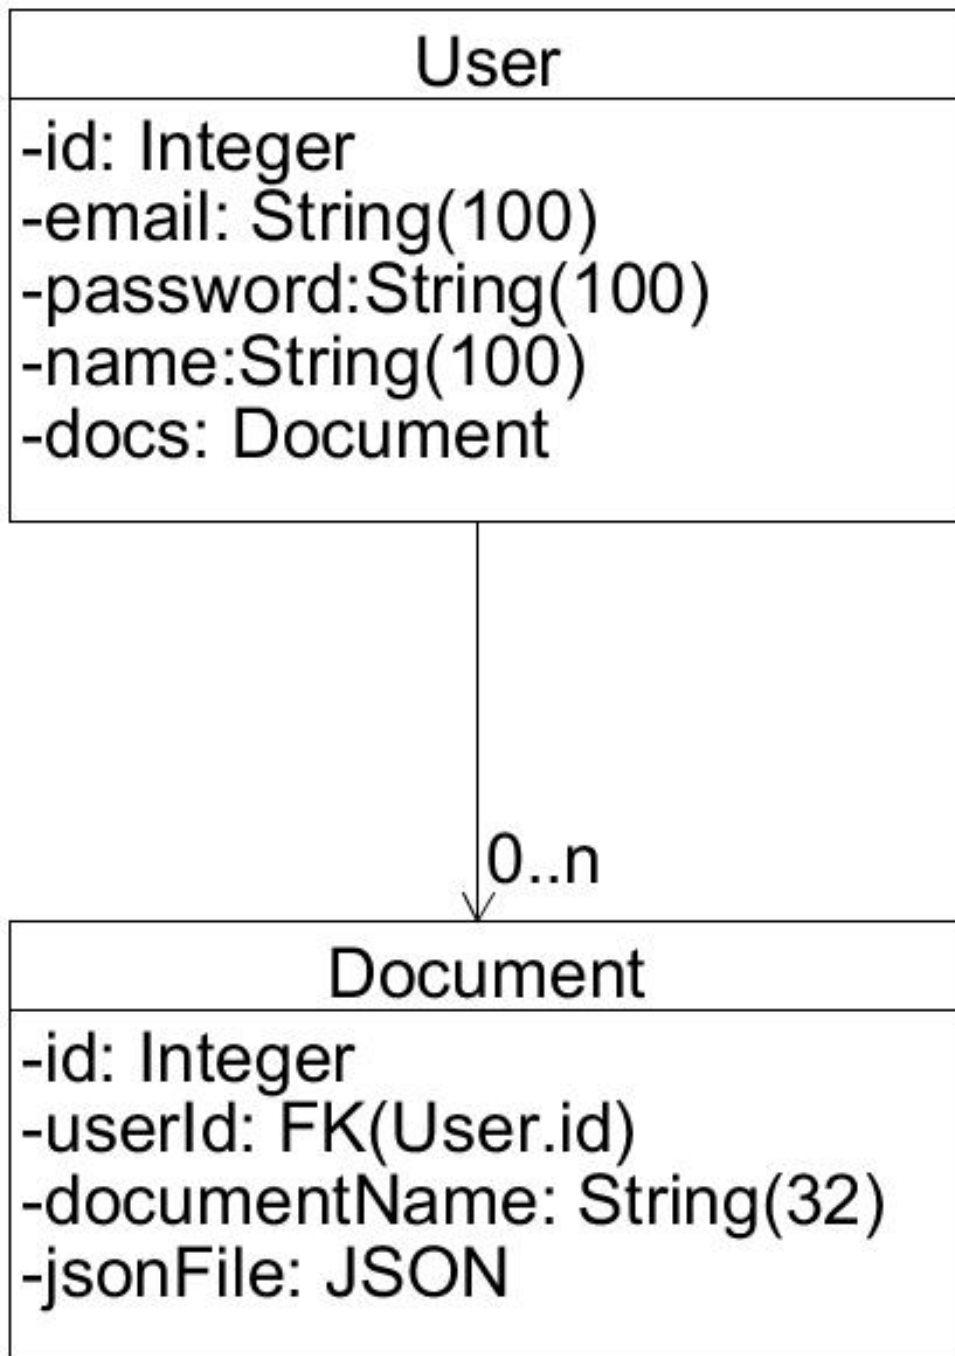 User
-id: Integer
-email: String(100)
-password:String(100)
-name:String(100)
-docs: Document
0..n
Document
-id: Integer
-userId: FK(User.id)
-documentName: String(32)
-jsonFile: JSON